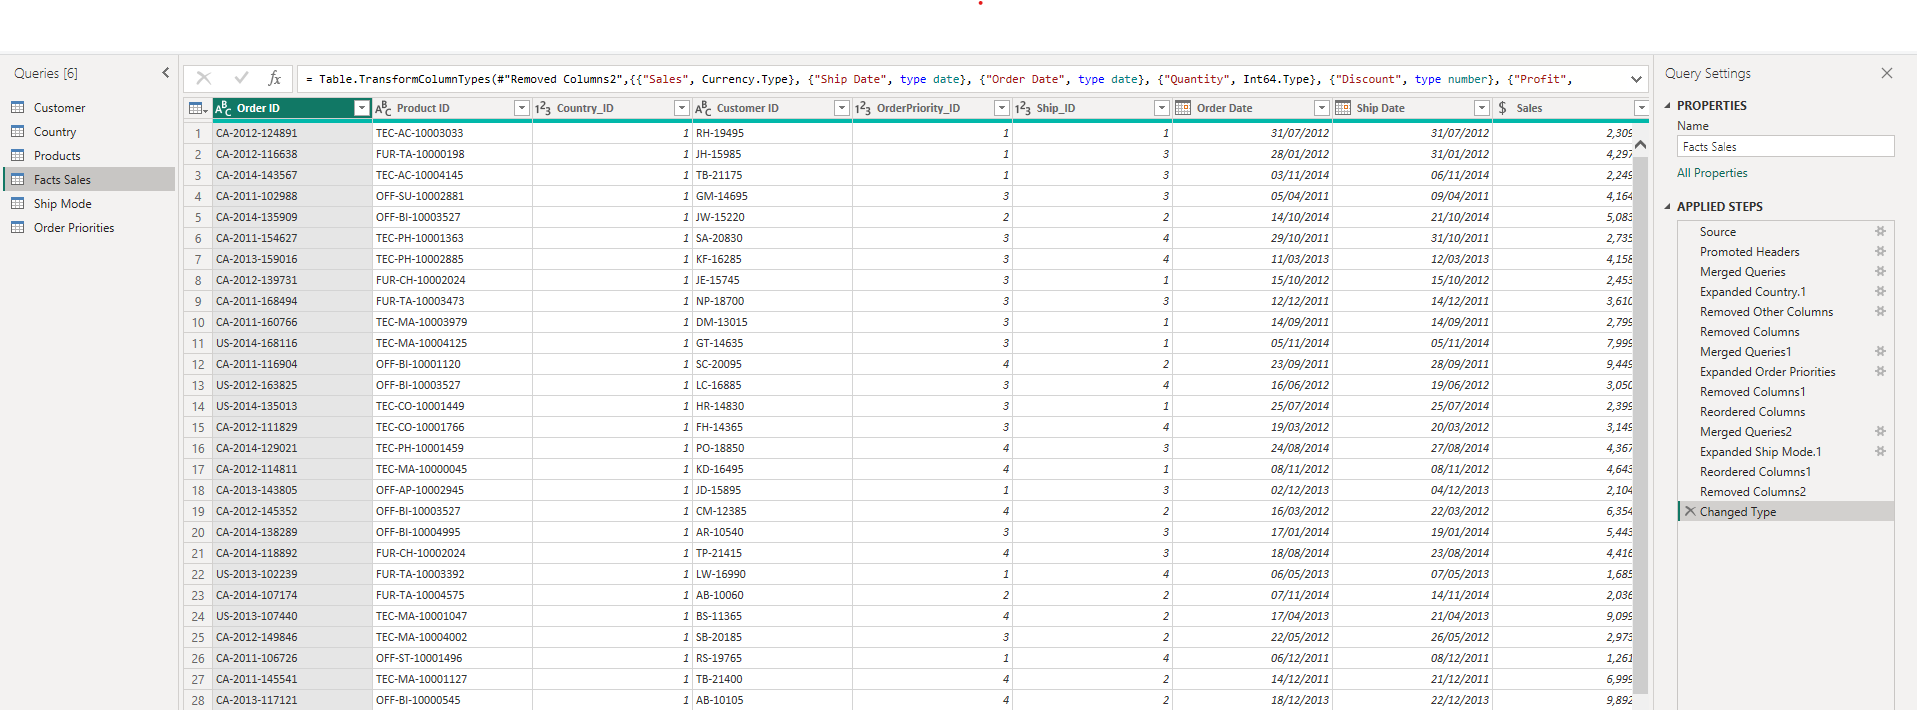 Queries [6]
Customer
Country
Products
Facts Sales
Ship Mode
Order Priorities
fx
= Table.TransformColumnTypes(#"Removed Columns2",{{"Sales", Currency.Type}, {"Ship Date", type date}, {"Order Date", type date}, {"Quantity", Int64.Type}, {"Discount", type number}, {"Profit",
ABC Order ID ABC Product ID 123 Country_ID ABC Customer ID 123 OrderPriority_ID 123 Ship_ID Order Date Ship Date $ Sales
1 CA-2012-124891 TEC-AC-10003033 1 RH-19495 1 1 31/07/2012 31/07/2012 2,309
2 CA-2012-116638 FUR-TA-10000198 1 JH-15985 1 3 28/01/2012 31/01/2012 4,297
3 CA-2014-143567 TEC-AC-10004145 1 TB-21175 1 3 03/11/2014 06/11/2014 2,249
4 CA-2011-102988 OFF-SU-10002881 1 GM-14695 3 3 05/04/2011 09/04/2011 4,164
5 CA-2014-135909 OFF-BI-10003527 1 JW-15220 2 2 14/10/2014 21/10/2014 5,083
6 CA-2011-154627 TEC-PH-10001363 1 SA-20830 3 4 29/10/2011 31/10/2011 2,735
7 CA-2013-159016 TEC-PH-10002885 1 KF-16285 3 4 11/03/2013 12/03/2013 4,158
8 CA-2012-139731 FUR-CH-10002024 1 JE-15745 3 1 15/10/2012 15/10/2012 2,453
9 CA-2011-168494 FUR-TA-10003473 1 NP-18700 3 3 12/12/2011 14/12/2011 3,610
10 CA-2011-160766 TEC-MA-10003979 1 DM-13015 3 1 14/09/2011 14/09/2011 2,799
11 US-2014-168116 TEC-MA-10004125 1 GT-14635 3 1 05/11/2014 05/11/2014 7,999
12 CA-2011-116904 OFF-BI-10001120 1 SC-20095 4 2 23/09/2011 28/09/2011 9,449
13 US-2012-163825 OFF-BI-10003527 1 LC-16885 3 4 16/06/2012 19/06/2012 3,050
14 US-2014-135013 TEC-CO-10001449 1 HR-14830 3 1 25/07/2014 25/07/2014 2,399
15 CA-2012-111829 TEC-CO-10001766 1 FH-14365 3 4 19/03/2012 20/03/2012 3,149
16 CA-2014-129021 TEC-PH-10001459 1 PO-18850 4 3 24/08/2014 27/08/2014 4,367
17 CA-2012-114811 TEC-MA-10000045 1 KD-16495 4 1 08/11/2012 08/11/2012 4,643
18 CA-2013-143805 OFF-AP-10002945 1 JD-15895 1 3 02/12/2013 04/12/2013 2,104
19 CA-2012-145352 OFF-BI-10003527 1 CM-12385 4 2 16/03/2012 22/03/2012 6,354
20 CA-2014-138289 OFF-BI-10004995 1 AR-10540 3 3 17/01/2014 19/01/2014 5,443
21 CA-2014-118892 FUR-CH-10002024 1 TP-21415 4 3 18/08/2014 23/08/2014 4,416
22 US-2013-102239 FUR-TA-10003392 1 LW-16990 1 4 06/05/2013 07/05/2013 1,685
23 CA-2014-107174 FUR-TA-10004575 1 AB-10060 2 2 07/11/2014 14/11/2014 2,036
24 US-2013-107440 TEC-MA-10001047 1 BS-11365 4 2 17/04/2013 21/04/2013 9,099
25 CA-2012-149846 TEC-MA-10004002 1 SB-20185 3 2 22/05/2012 26/05/2012 2,973
26 CA-2011-106726 OFF-ST-10001496 1 RS-19765 1 4 06/12/2011 08/12/2011 1,261
27 CA-2011-145541 TEC-MA-10001127 1 TB-21400 4 2 14/12/2011 21/12/2011 6,999
28 CA-2013-117121 OFF-BI-10000545 1 AB-10105 4 2 18/12/2013 22/12/2013 9,892
Query Settings
PROPERTIES
Name
Facts Sales
All Properties
APPLIED STEPS
Source
Promoted Headers
Merged Queries
Expanded Country.1
Removed Other Columns
Removed Columns
Merged Queries1
Expanded Order Priorities
Removed Columns1
Reordered Columns
Merged Queries2
Expanded Ship Mode.1
Reordered Columns1
Removed Columns2
Changed Type